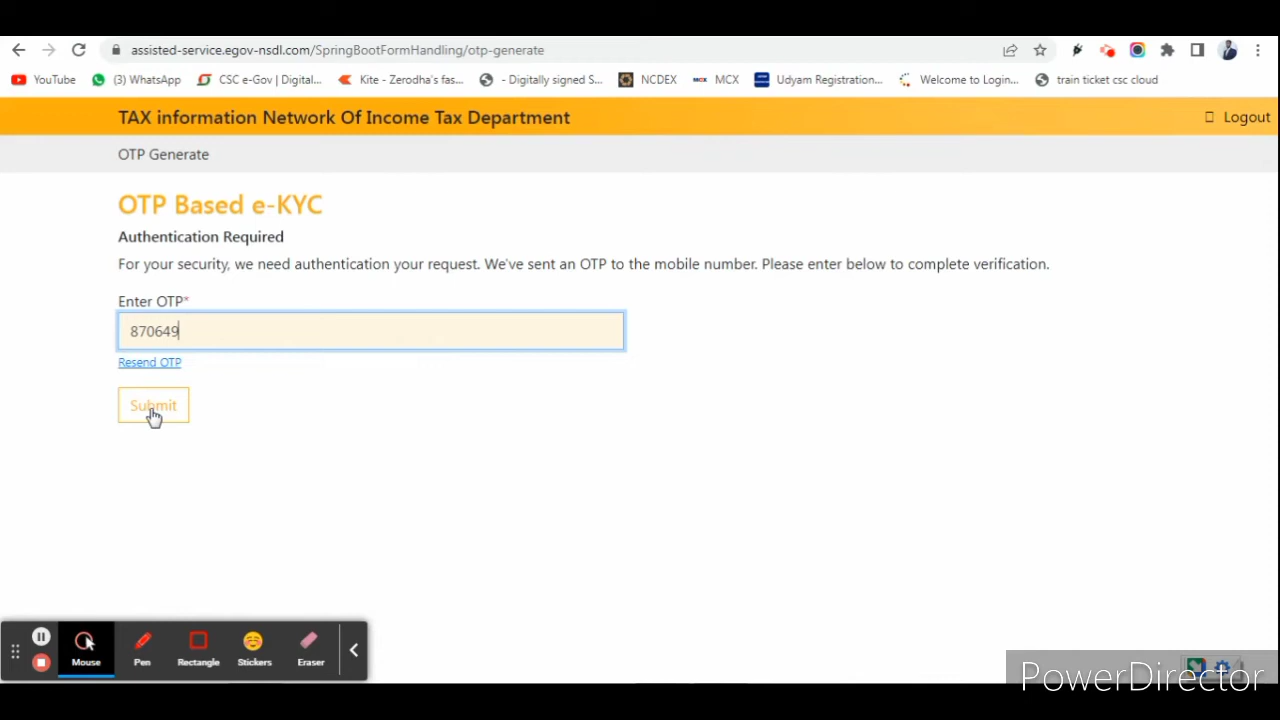 assisted-service.egov-nsdl.com/SpringBootFormHandling/otp-generate
YouTube (3) WhatsApp CSC e-Gov | Digital... Kite - Zerodha's fas... - Digitally signed S... NCDEX MCX MCX Udyam Registration... Welcome to Login... train ticket csc cloud
TAX information Network Of Income Tax Department Logout
OTP Generate
OTP Based e-KYC
Authentication Required
For your security, we need authentication your request. We've sent an OTP to the mobile number. Please enter below to complete verification.
Enter OTP*
870649
Resend OTP
Submit
Mouse Pen Rectangle Stickers Eraser
PowerDirector